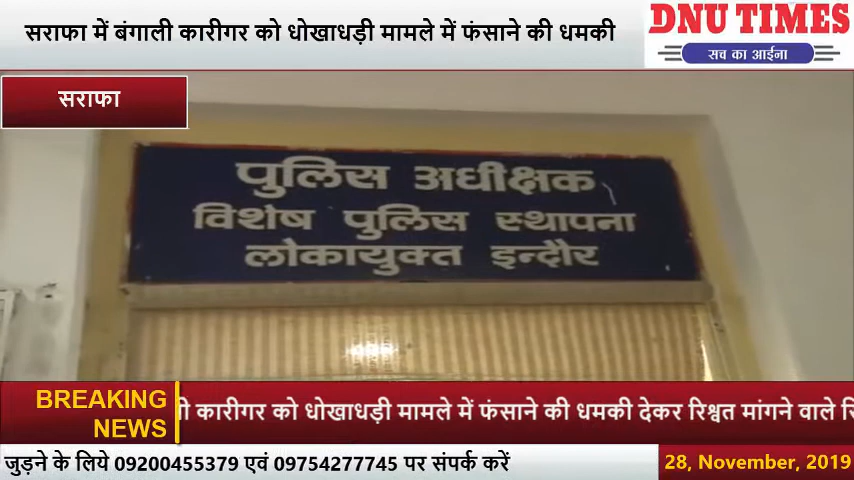 सराफा में बंगाली कारीगर को धोखाधड़ी मामले में फंसाने की धमकी
DNU TIMES
सच का आईना
सराफा
पुलिस अधीक्षक
विशेष पुलिस स्थापना
लोकायुक्त इन्दौर
BREAKING
NEWS
कारीगर को धोखाधड़ी मामले में फंसाने की धमकी देकर रिश्वत मांगने वाले
जुड़ने के लिये 09200455379 एवं 09754277745 पर संपर्क करें
28, November, 2019